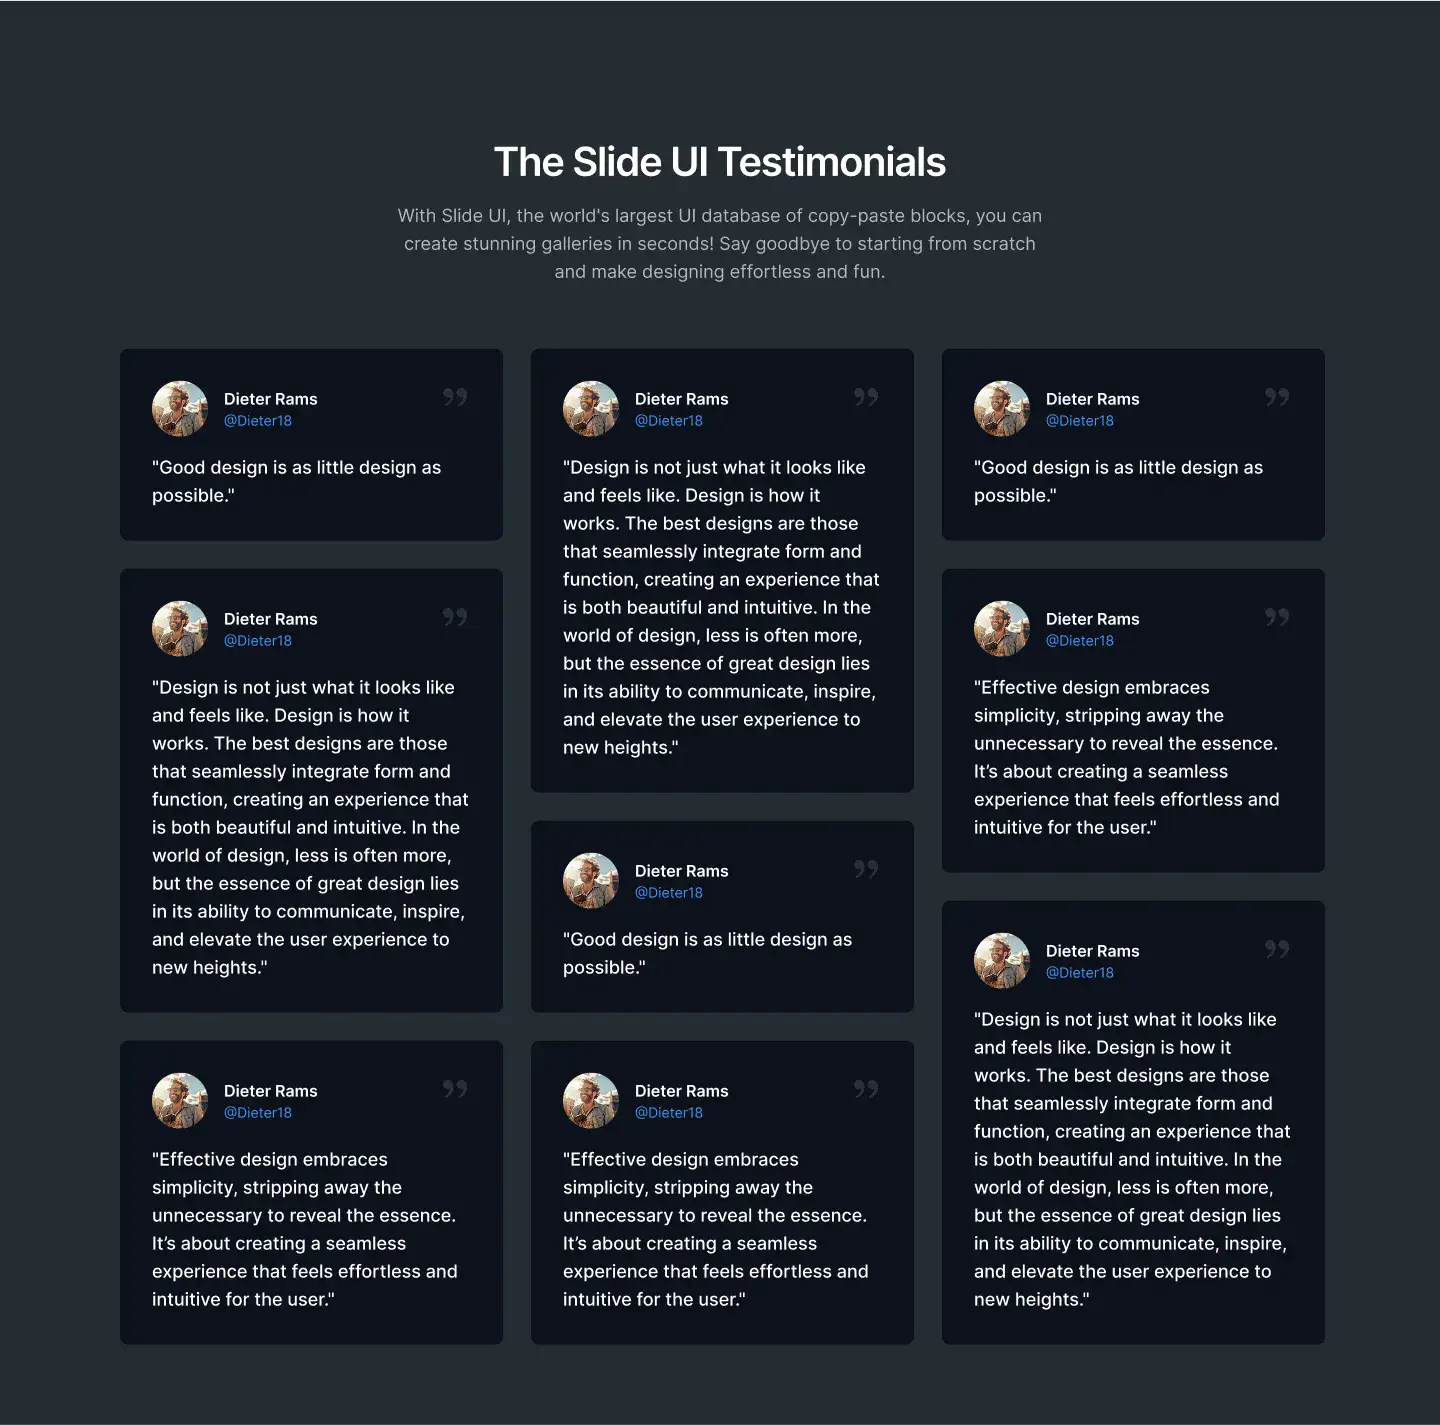 The Slide UI Testimonials
With Slide UI, the world's largest UI database of copy-paste blocks, you can
create stunning galleries in seconds! Say goodbye to starting from scratch
and make designing effortless and fun.
Dieter Rams
@Dieter18
"Good design is as little design as
possible."
Dieter Rams
@Dieter18
"Design is not just what it looks like
and feels like. Design is how it
works. The best designs are those
that seamlessly integrate form and
function, creating an experience that
is both beautiful and intuitive. In the
world of design, less is often more,
but the essence of great design lies
in its ability to communicate, inspire,
and elevate the user experience to
new heights."
Dieter Rams
@Dieter18
"Effective design embraces
simplicity, stripping away the
unnecessary to reveal the essence.
It’s about creating a seamless
experience that feels effortless and
intuitive for the user."
Dieter Rams
@Dieter18
"Design is not just what it looks like
and feels like. Design is how it
works. The best designs are those
that seamlessly integrate form and
function, creating an experience that
is both beautiful and intuitive. In the
world of design, less is often more,
but the essence of great design lies
in its ability to communicate, inspire,
and elevate the user experience to
new heights."
Dieter Rams
@Dieter18
"Good design is as little design as
possible."
Dieter Rams
@Dieter18
"Effective design embraces
simplicity, stripping away the
unnecessary to reveal the essence.
It’s about creating a seamless
experience that feels effortless and
intuitive for the user."
Dieter Rams
@Dieter18
"Good design is as little design as
possible."
Dieter Rams
@Dieter18
"Effective design embraces
simplicity, stripping away the
unnecessary to reveal the essence.
It’s about creating a seamless
experience that feels effortless and
intuitive for the user."
Dieter Rams
@Dieter18
"Design is not just what it looks like
and feels like. Design is how it
works. The best designs are those
that seamlessly integrate form and
function, creating an experience that
is both beautiful and intuitive. In the
world of design, less is often more,
but the essence of great design lies
in its ability to communicate, inspire,
and elevate the user experience to
new heights."